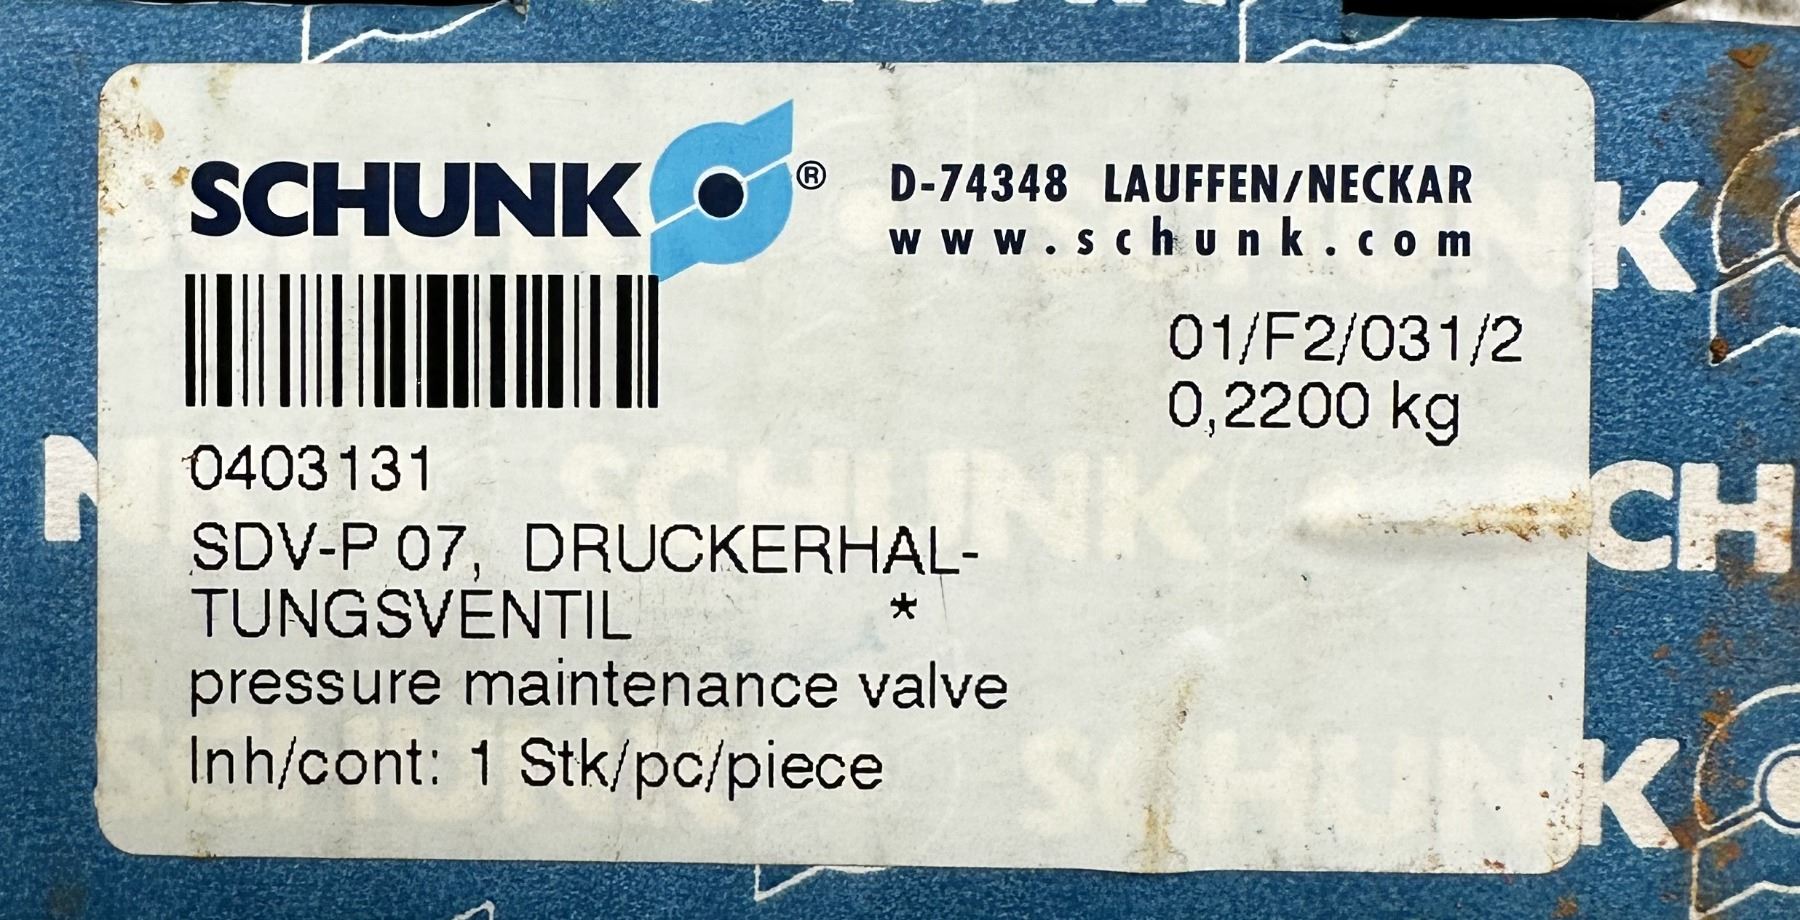 SCHUNK ®
D-74348 LAUFFEN/NECKAR
www.schunk.com
01/F2/031/2
0,2200 kg
0403131
SDV-P 07, DRUCKERHAL-
TUNGSVENTIL *
pressure maintenance valve
Inh/cont: 1 Stk/pc/piece